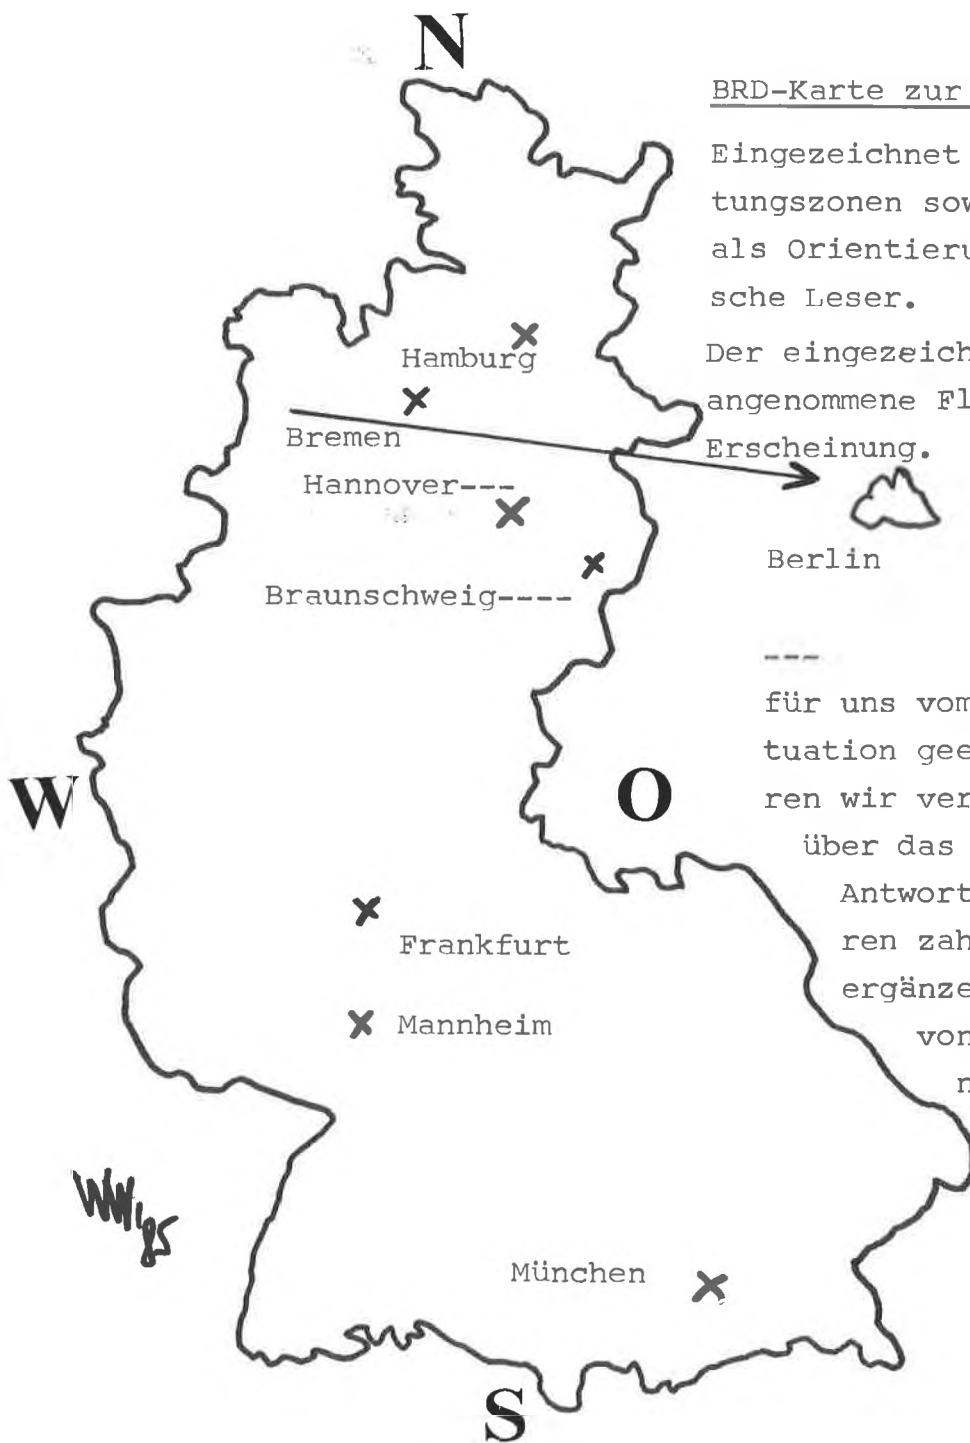 N
BRD-Karte zur
Eingezeichnet
tungszonen sow
als Orientieru
sche Leser.
Der eingezeich
angenommene Fl
Erscheinung.
Hamburg
Bremen
Hannover---
Braunschweig----
Berlin
---
für uns vom
tuation gee
ren wir ver
über das
Antwort
ren zah
ergänze
von
n
W
O
Frankfurt
Mannheim
München
S